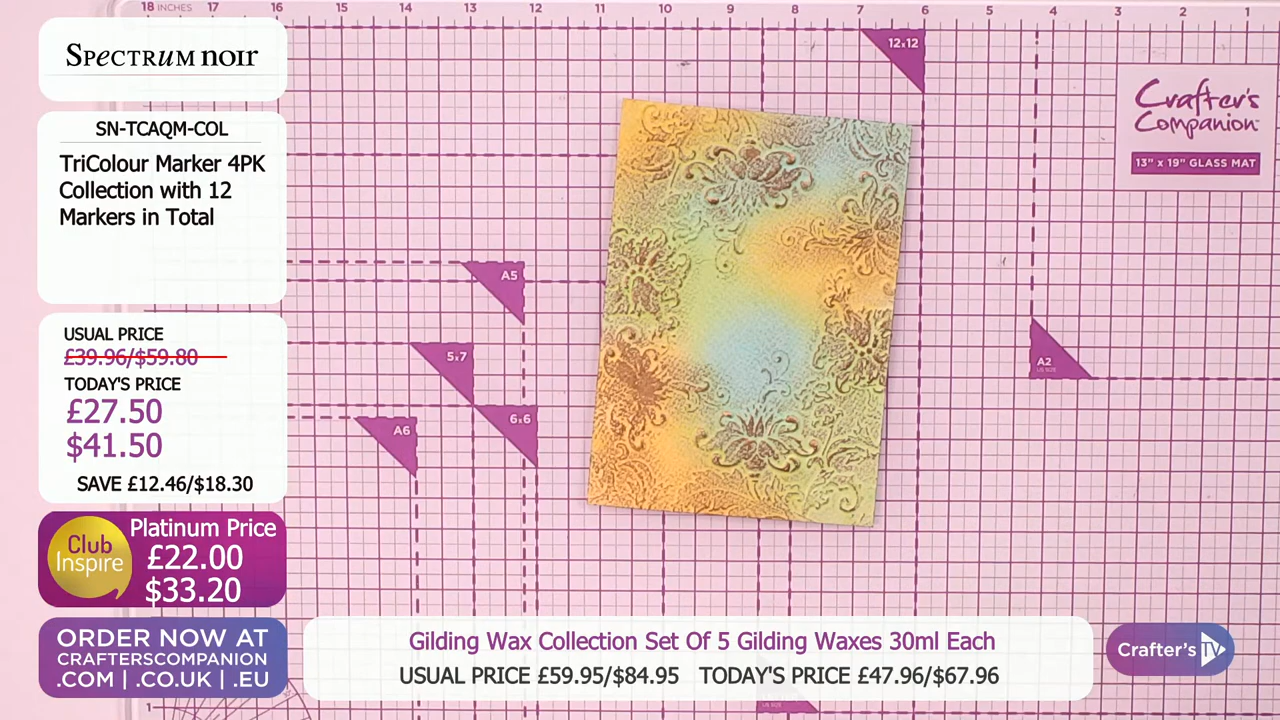 18 INCHES 17 16 15 14 13 12 11 10 9 8 7 6 5 4 3 2 1
SPECTRUM noir
SN-TCAQM-COL
TriColour Marker 4PK
Collection with 12
Markers in Total
USUAL PRICE
£39.96/$59.80
TODAY'S PRICE
£27.50
$41.50
SAVE £12.46/$18.30
Club
Inspire
Platinum Price
£22.00
$33.20
ORDER NOW AT
CRAFTERSCOMPANION
.COM | .CO.UK | .EU
12x12
Crafter's
Companion
13" x 19" GLASS MAT
A5
5x7
6x6
A6
A2
US SIZE
Gilding Wax Collection Set Of 5 Gilding Waxes 30ml Each
USUAL PRICE £59.95/$84.95 TODAY'S PRICE £47.96/$67.96
Crafter's TV
1
US SIZE